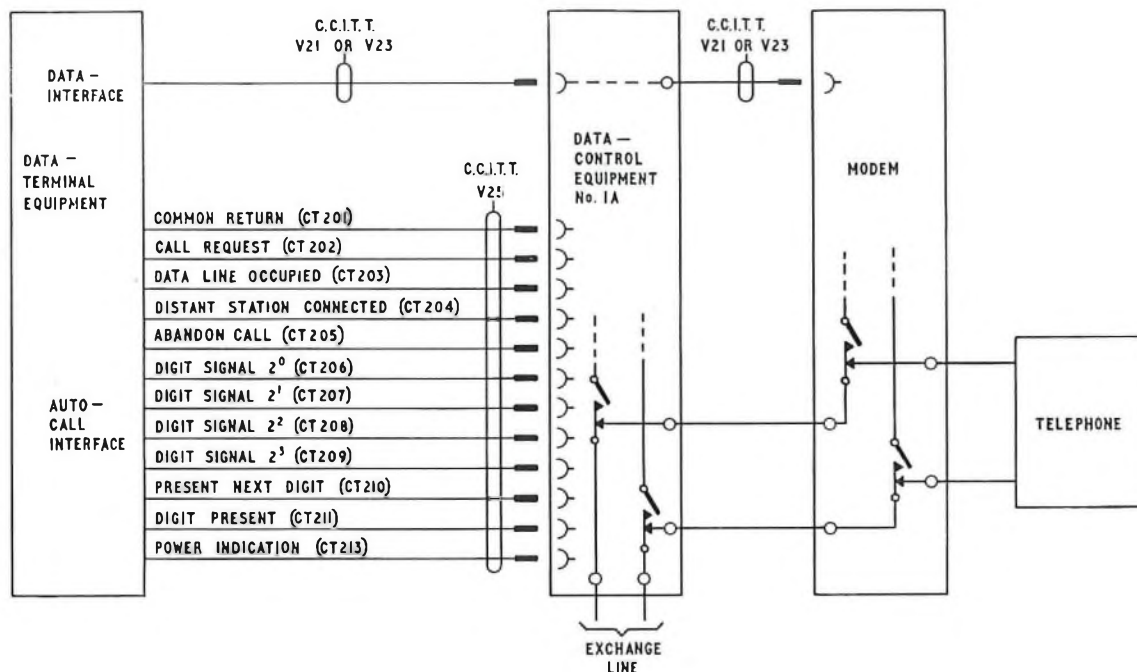 C.C.I.T.T.
V21 OR V23
C.C.I.T.T.
V21 OR V23
DATA —
INTERFACE
DATA —
TERMINAL
EQUIPMENT
DATA —
CONTROL
EQUIPMENT
No. 1A
MODEM
C.C.I.T.T.
V25
COMMON RETURN (CT201)
CALL REQUEST (CT202)
DATA LINE OCCUPIED (CT203)
DISTANT STATION CONNECTED (CT204)
ABANDON CALL (CT205)
DIGIT SIGNAL 2⁰ (CT206)
DIGIT SIGNAL 2¹ (CT207)
DIGIT SIGNAL 2² (CT208)
DIGIT SIGNAL 2³ (CT209)
PRESENT NEXT DIGIT (CT210)
DIGIT PRESENT (CT211)
POWER INDICATION (CT213)
AUTO —
CALL
INTERFACE
TELEPHONE
EXCHANGE
LINE